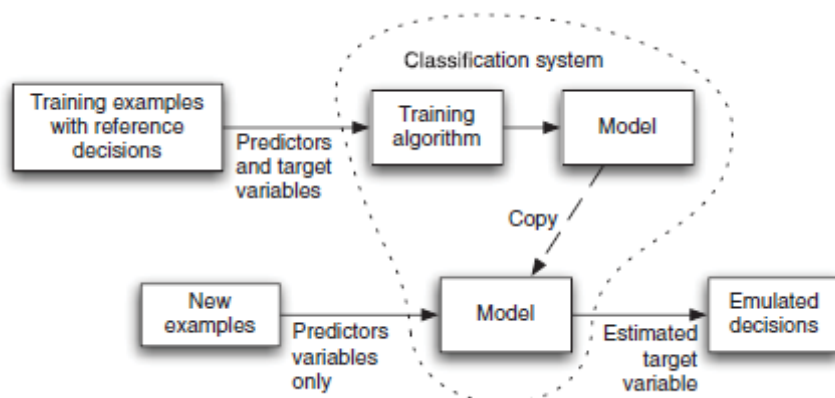 Classification system
Training examples
with reference
decisions
Predictors
and target
variables
Training
algorithm
Model
Copy
New
examples
Predictors
variables
only
Model
Estimated
target
variable
Emulated
decisions